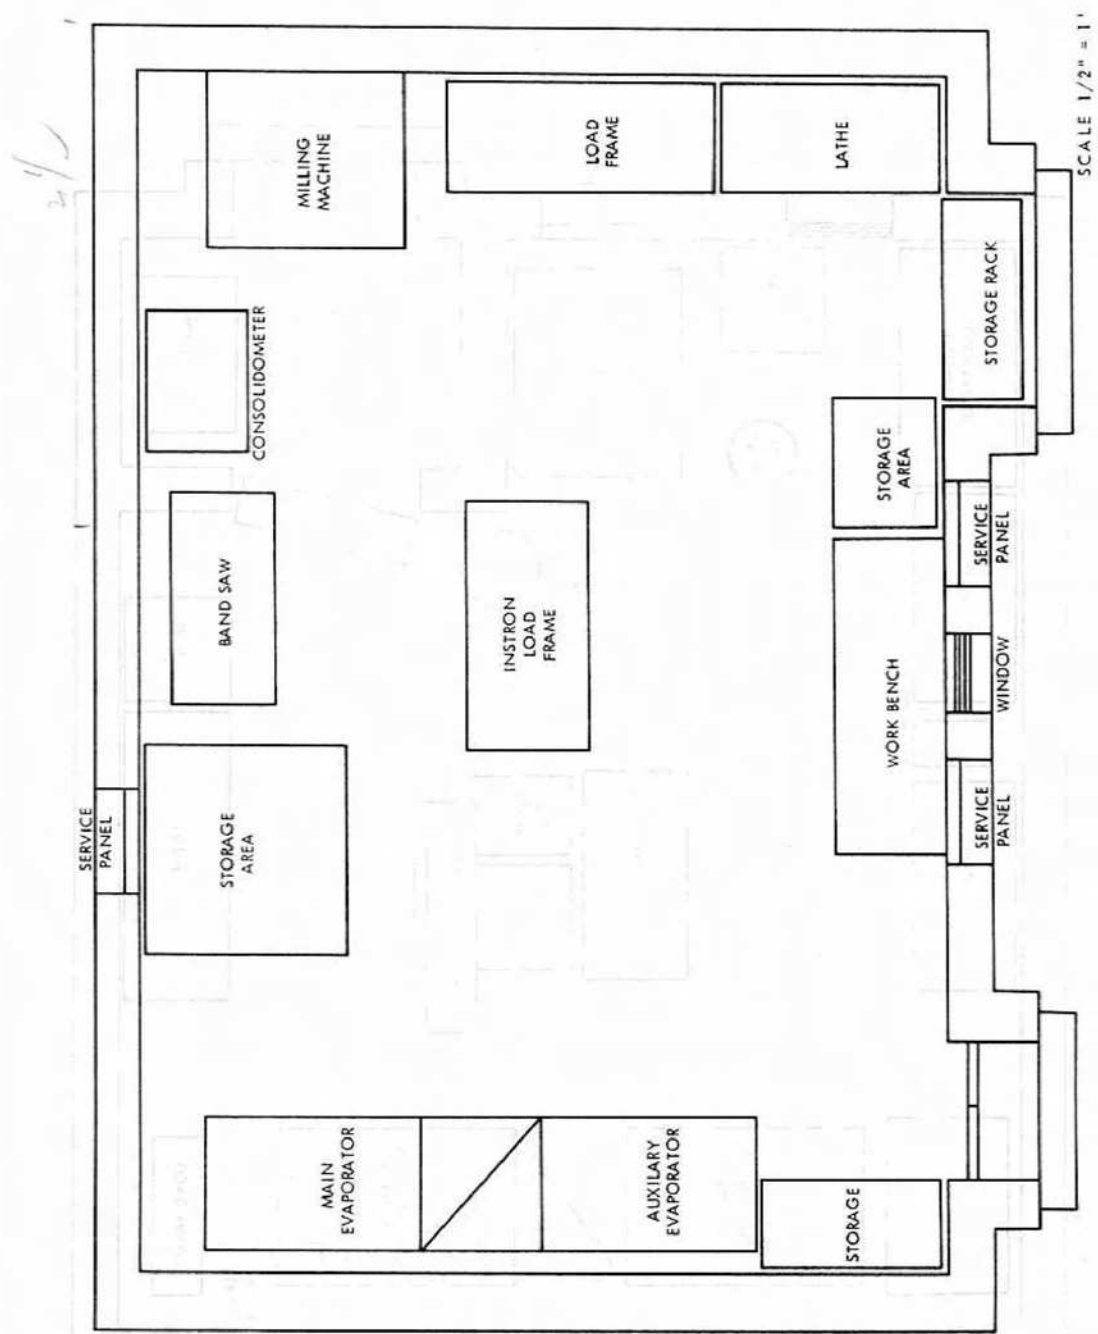 SCALE 1/2" = 1'
MILLING
MACHINE
LOAD
FRAME
LATHE
STORAGE RACK
CONSOLIDOMETER
STORAGE
AREA
BAND SAW
INSTRON
LOAD
FRAME
SERVICE
PANEL
WINDOW
WORK BENCH
SERVICE
PANEL
SERVICE
PANEL
STORAGE
AREA
MAIN
EVAPORATOR
AUXILARY
EVAPORATOR
STORAGE